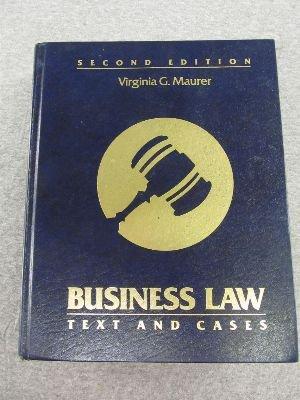 SECOND EDITION
Virginia G. Maurer
BUSINESS LAW
TEXT AND CASES